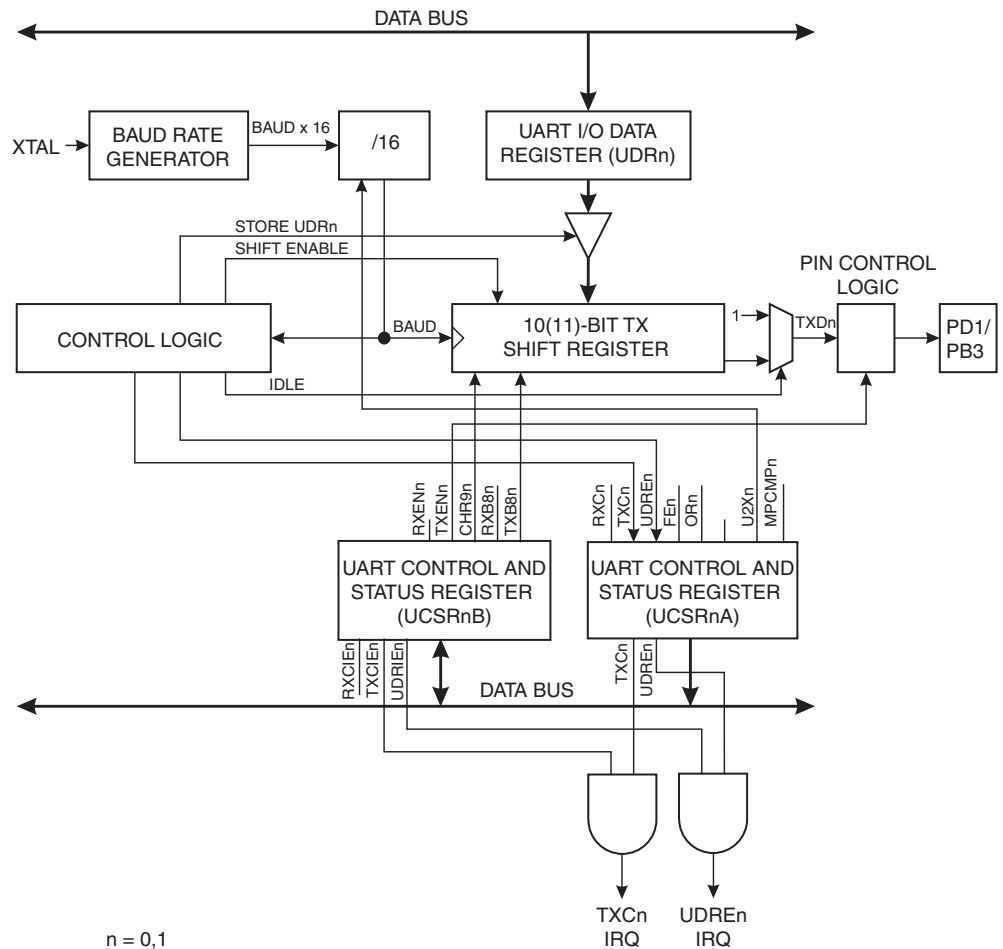 DATA BUS
XTAL
BAUD RATE
GENERATOR
BAUD x 16
/16
UART I/O DATA
REGISTER (UDRn)
STORE UDRn
SHIFT ENABLE
PIN CONTROL
LOGIC
CONTROL LOGIC
BAUD
10(11)-BIT TX
SHIFT REGISTER
1
TXDn
PD1/
PB3
IDLE
RXENn
TXENn
CHR9n
RXB8n
TXB8n
RXCn
TXCn
UDREn
FEn
ORn
U2Xn
MPCMPn
UART CONTROL AND
STATUS REGISTER
(UCSRnB)
UART CONTROL AND
STATUS REGISTER
(UCSRnA)
RXCIEn
TXCIEn
UDRIEn
TXCn
UDREn
DATA BUS
TXCn
IRQ
UDREn
IRQ
n = 0,1